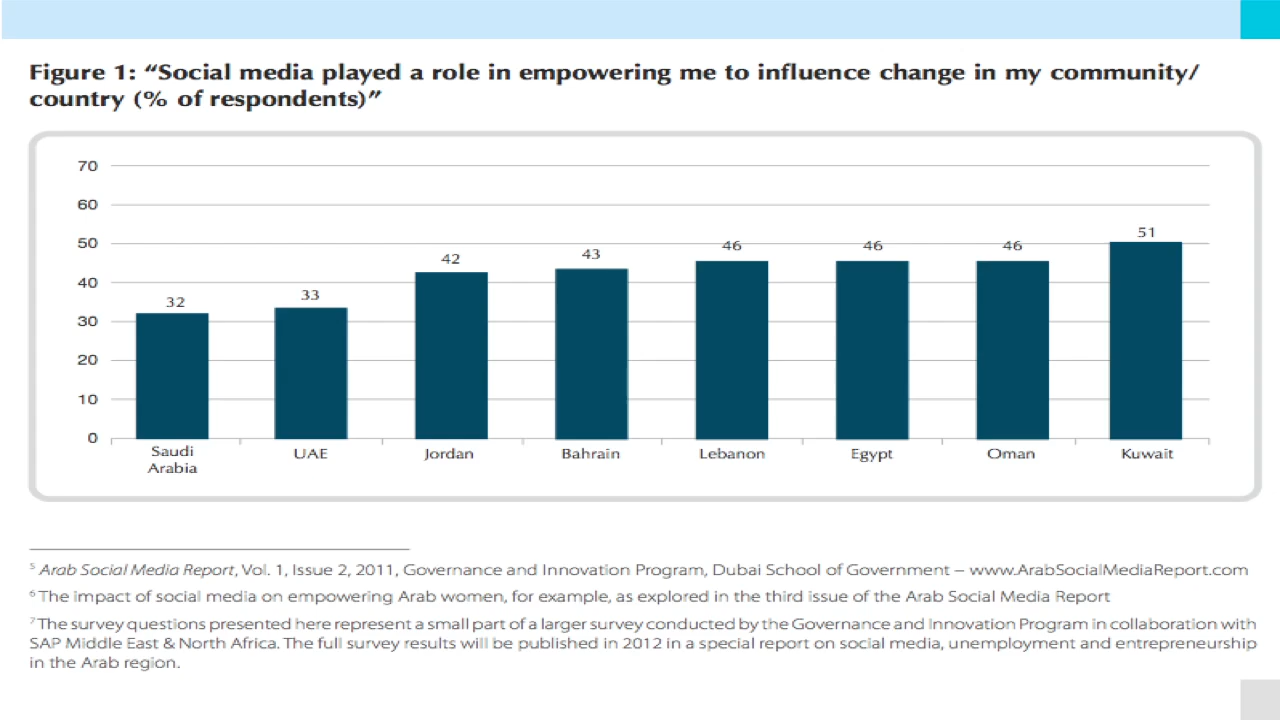 Figure 1: “Social media played a role in empowering me to influence change in my community/
country (% of respondents)”
70
60
50
40
30
20
10
0
32
33
42
43
46
46
46
51
Saudi
Arabia
UAE
Jordan
Bahrain
Lebanon
Egypt
Oman
Kuwait
⁵ Arab Social Media Report, Vol. 1, Issue 2, 2011, Governance and Innovation Program, Dubai School of Government – www.ArabSocialMediaReport.com
⁶ The impact of social media on empowering Arab women, for example, as explored in the third issue of the Arab Social Media Report
⁷ The survey questions presented here represent a small part of a larger survey conducted by the Governance and Innovation Program in collaboration with
SAP Middle East & North Africa. The full survey results will be published in 2012 in a special report on social media, unemployment and entrepreneurship
in the Arab region.